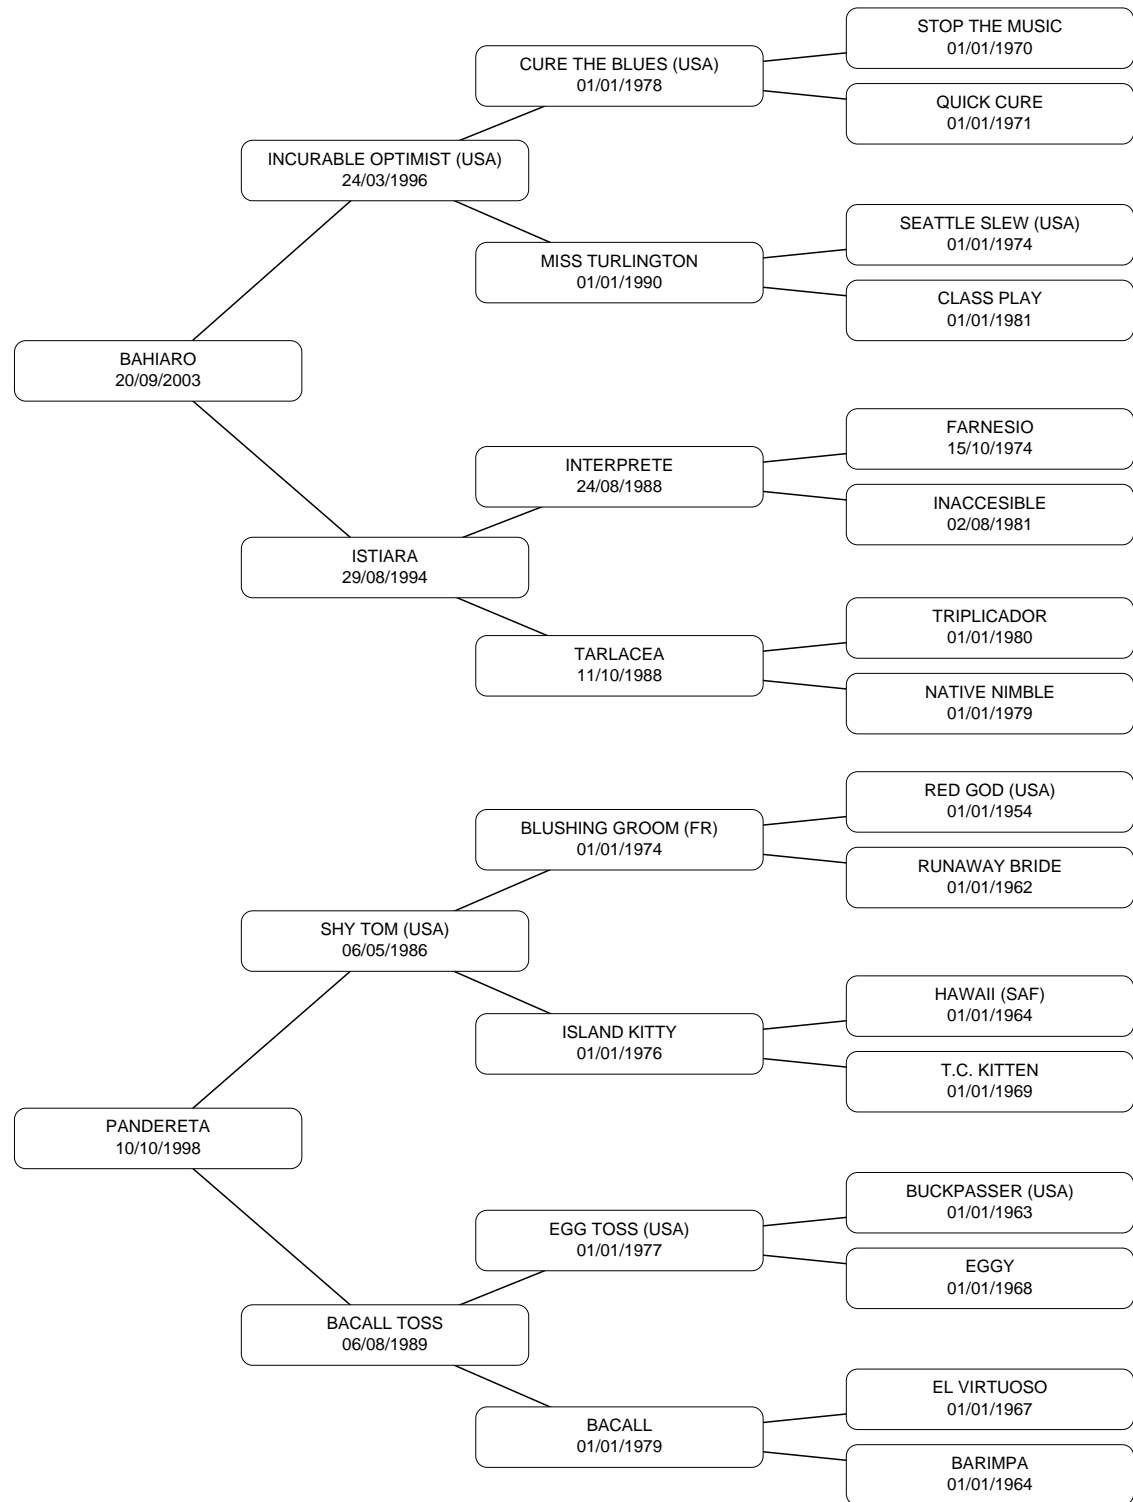 STOP THE MUSIC
01/01/1970
CURE THE BLUES (USA)
01/01/1978
QUICK CURE
01/01/1971
INCURABLE OPTIMIST (USA)
24/03/1996
SEATTLE SLEW (USA)
01/01/1974
MISS TURLINGTON
01/01/1990
CLASS PLAY
01/01/1981
BAHIARO
20/09/2003
FARNESIO
15/10/1974
INTERPRETE
24/08/1988
INACCESIBLE
02/08/1981
ISTIARA
29/08/1994
TRIPLICADOR
01/01/1980
TARLACEA
11/10/1988
NATIVE NIMBLE
01/01/1979
RED GOD (USA)
01/01/1954
BLUSHING GROOM (FR)
01/01/1974
RUNAWAY BRIDE
01/01/1962
SHY TOM (USA)
06/05/1986
HAWAII (SAF)
01/01/1964
ISLAND KITTY
01/01/1976
T.C. KITTEN
01/01/1969
PANDERETA
10/10/1998
BUCKPASSER (USA)
01/01/1963
EGG TOSS (USA)
01/01/1977
EGGY
01/01/1968
BACALL TOSS
06/08/1989
EL VIRTUOSO
01/01/1967
BACALL
01/01/1979
BARIMPA
01/01/1964